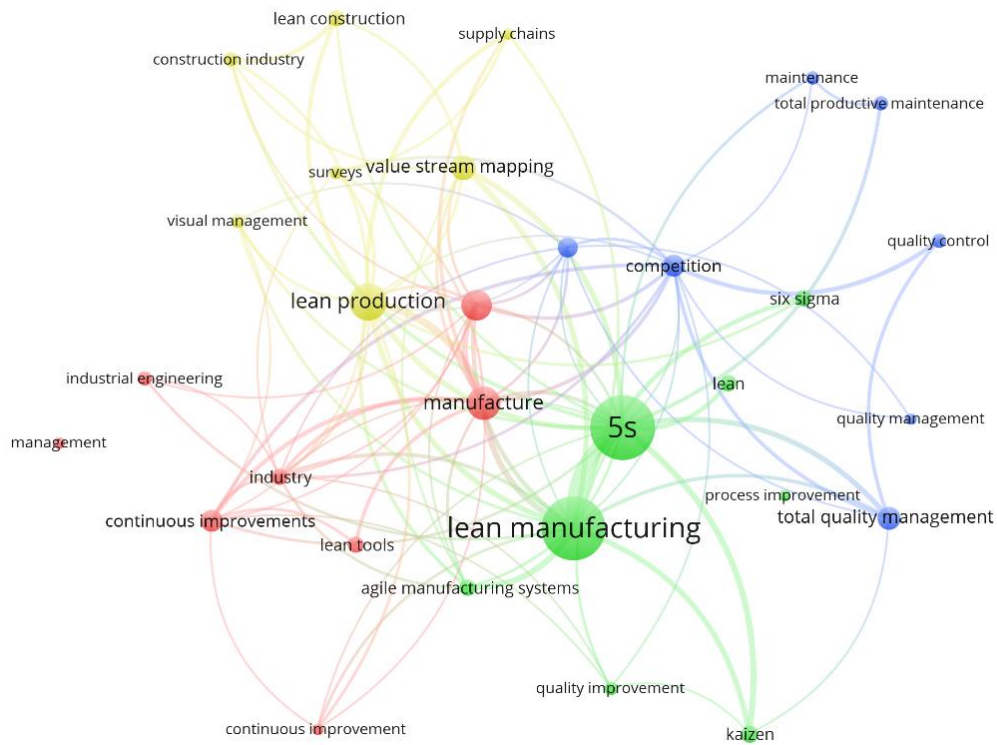 lean construction
supply chains
construction industry
maintenance
total productive maintenance
surveys
value stream mapping
visual management
quality control
competition
lean production
six sigma
industrial engineering
lean
manufacture
quality management
5s
management
industry
process improvement
total quality management
continuous improvements
lean manufacturing
lean tools
agile manufacturing systems
quality improvement
continuous improvement
kaizen